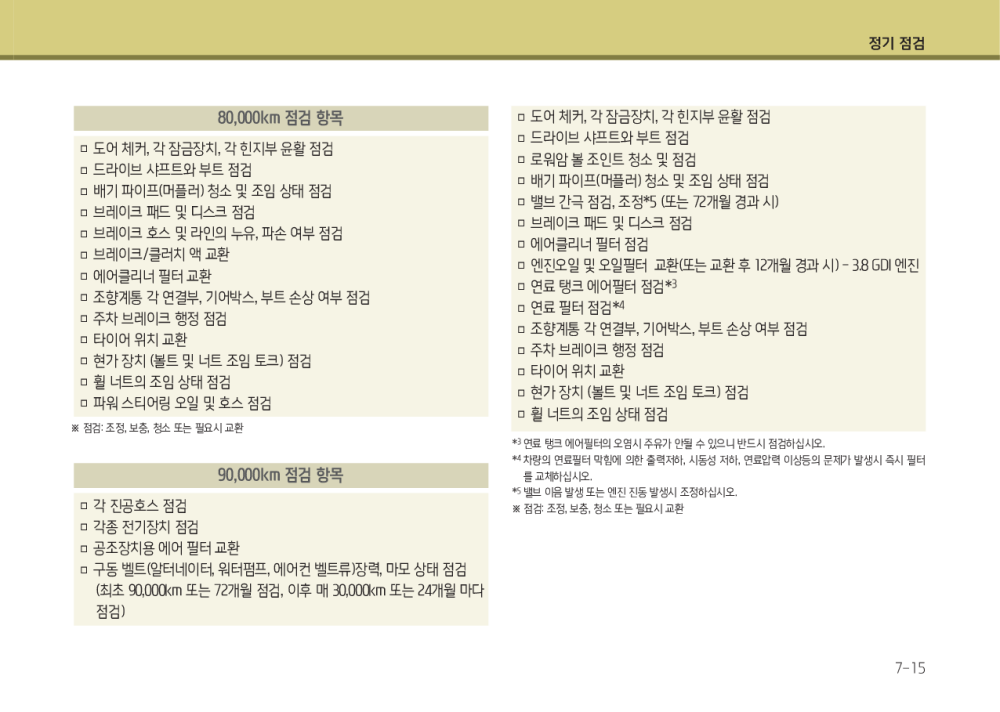 정기 점검
80,000km 점검 항목
□ 도어 체커, 각 잠금장치, 각 힌지부 윤활 점검
□ 드라이브 샤프트와 부트 점검
□ 배기 파이프(머플러) 청소 및 조임 상태 점검
□ 브레이크 패드 및 디스크 점검
□ 브레이크 호스 및 라인의 누유, 파손 여부 점검
□ 브레이크/클러치 액 교환
□ 에어클리너 필터 교환
□ 조향계통 각 연결부, 기어박스, 부트 손상 여부 점검
□ 주차 브레이크 행정 점검
□ 타이어 위치 교환
□ 현가 장치 (볼트 및 너트 조임 토크) 점검
□ 휠 너트의 조임 상태 점검
□ 파워 스티어링 오일 및 호스 점검
※ 점검: 조정, 보충, 청소 또는 필요시 교환
90,000km 점검 항목
□ 각 진공호스 점검
□ 각종 전기장치 점검
□ 공조장치용 에어 필터 교환
□ 구동 벨트(알터네이터, 워터펌프, 에어컨 벨트류)장력, 마모 상태 점검
(최초 90,000km 또는 72개월 점검, 이후 매 30,000km 또는 24개월 마다
점검)
□ 도어 체커, 각 잠금장치, 각 힌지부 윤활 점검
□ 드라이브 샤프트와 부트 점검
□ 로워암 볼 조인트 청소 및 점검
□ 배기 파이프(머플러) 청소 및 조임 상태 점검
□ 밸브 간극 점검, 조정*5 (또는 72개월 경과 시)
□ 브레이크 패드 및 디스크 점검
□ 에어클리너 필터 점검
□ 엔진오일 및 오일필터 교환(또는 교환 후 12개월 경과 시) - 3.8 GDI 엔진
□ 연료 탱크 에어필터 점검*3
□ 연료 필터 점검*4
□ 조향계통 각 연결부, 기어박스, 부트 손상 여부 점검
□ 주차 브레이크 행정 점검
□ 타이어 위치 교환
□ 현가 장치 (볼트 및 너트 조임 토크) 점검
□ 휠 너트의 조임 상태 점검
*3 연료 탱크 에어필터의 오염시 주유가 안될 수 있으니 반드시 점검하십시오.
*4 차량의 연료필터 막힘에 의한 출력저하, 시동성 저하, 연료압력 이상등의 문제가 발생시 즉시 필터
를 교체하십시오.
*5 밸브 이음 발생 또는 엔진 진동 발생시 조정하십시오.
※ 점검: 조정, 보충, 청소 또는 필요시 교환
7-15